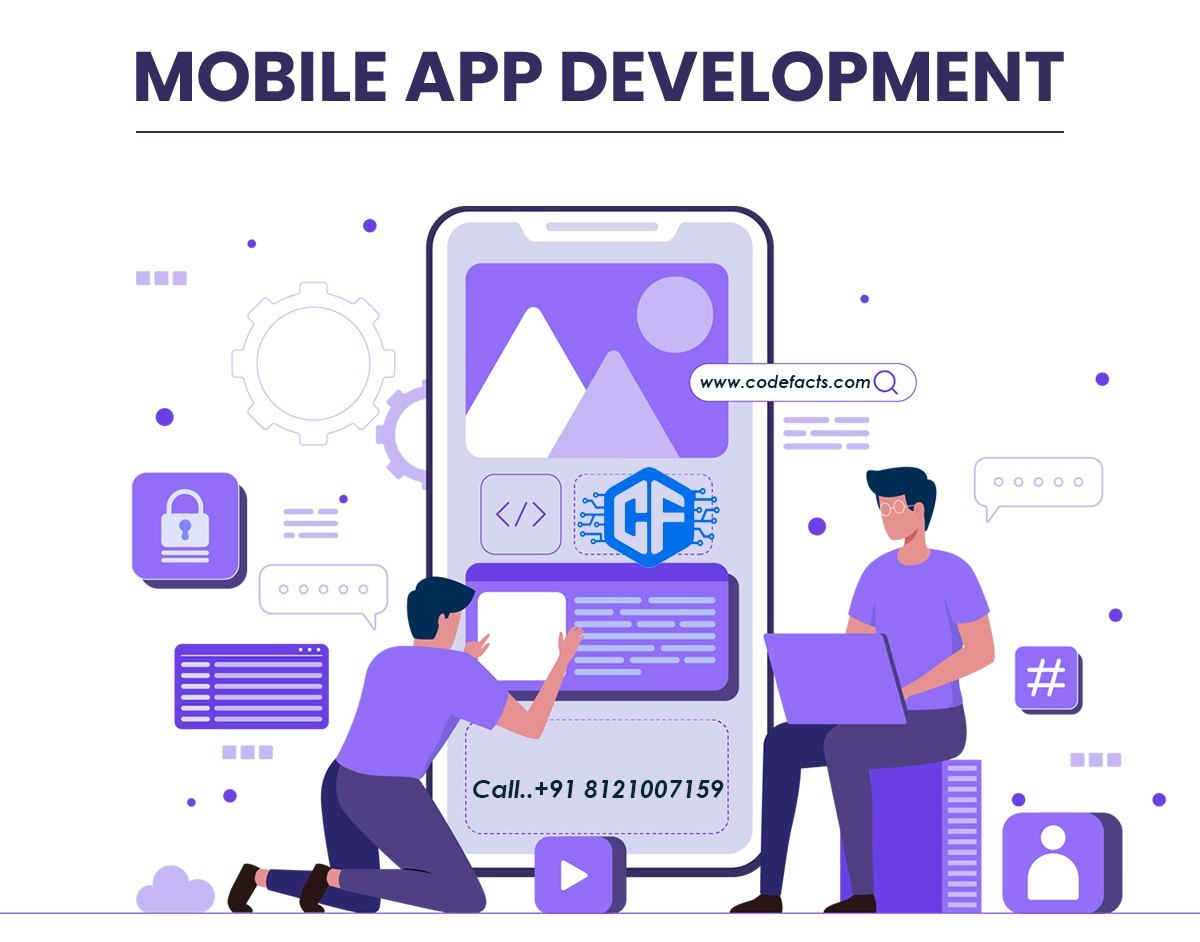 MOBILE APP DEVELOPMENT
www.codefacts.com
</>
CF
#
Call..+91 8121007159